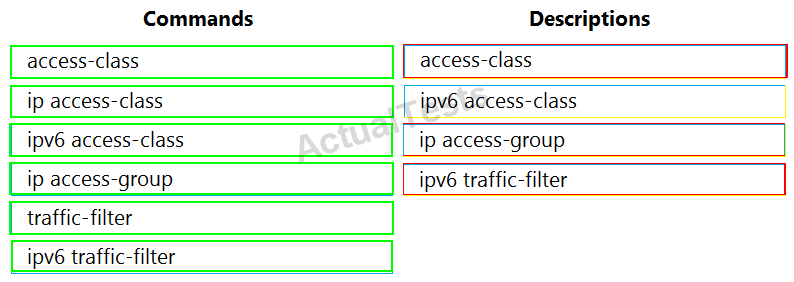 Commands
Descriptions
access-class
ip access-class
ipv6 access-class
ip access-group
traffic-filter
ipv6 traffic-filter
access-class
ipv6 access-class
ip access-group
ipv6 traffic-filter
ActualTests